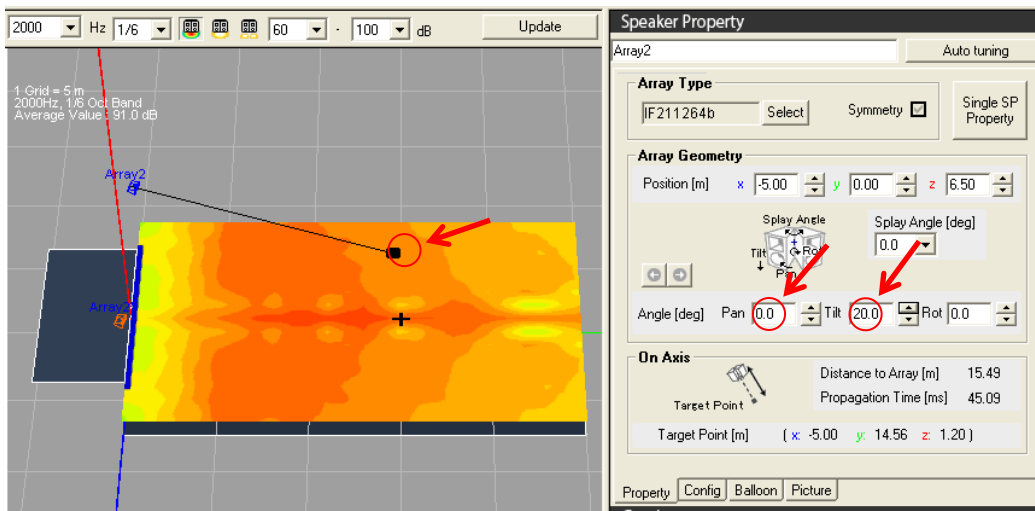 2000 Hz 1/6 60 - 100 dB Update
1 Grid = 5 m
2000Hz, 1/6 Oct Band
Average Value : 91.0 dB
Array2
Array2
Speaker Property
Array2 Auto tuning
Array Type
IF211264b Select Symmetry Single SP Property
Array Geometry
Position [m] x -5.00 y 0.00 z 6.50
Splay Angle
Tilt Rot
Pan
Splay Angle [deg]
0.0
Angle [deg] Pan 0.0 Tilt 20.0 Rot 0.0
On Axis
Target Point
Distance to Array [m] 15.49
Propagation Time [ms] 45.09
Target Point [m] ( x: -5.00 y: 14.56 z: 1.20 )
Property Config Balloon Picture